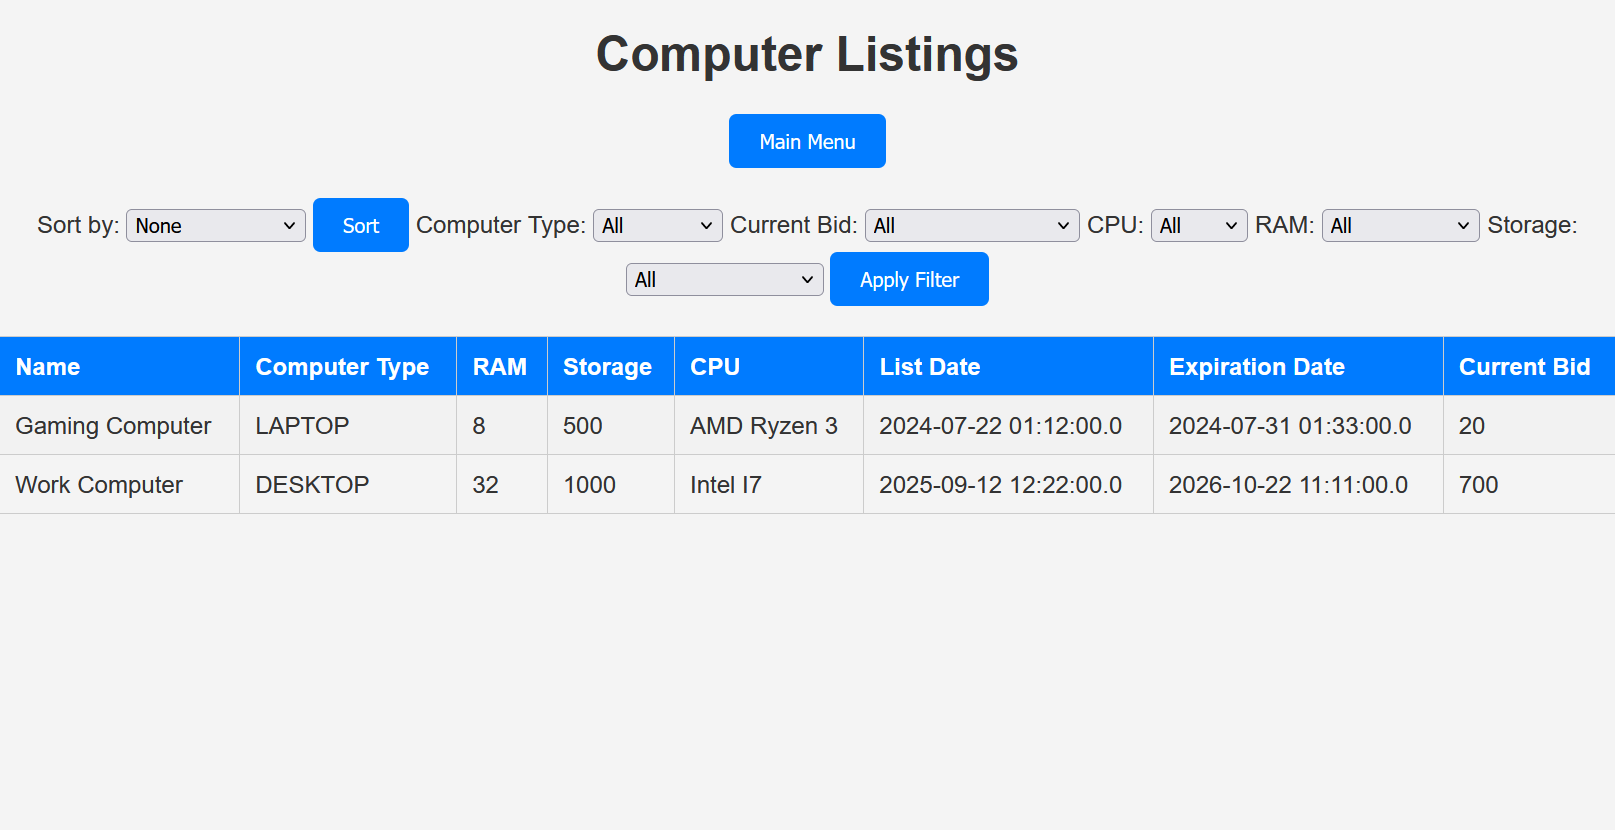 Computer Listings
Main Menu
Sort by: None Sort Computer Type: All Current Bid: All CPU: All RAM: All Storage:
All Apply Filter
Name Computer Type RAM Storage CPU List Date Expiration Date Current Bid
Gaming Computer LAPTOP 8 500 AMD Ryzen 3 2024-07-22 01:12:00.0 2024-07-31 01:33:00.0 20
Work Computer DESKTOP 32 1000 Intel I7 2025-09-12 12:22:00.0 2026-10-22 11:11:00.0 700